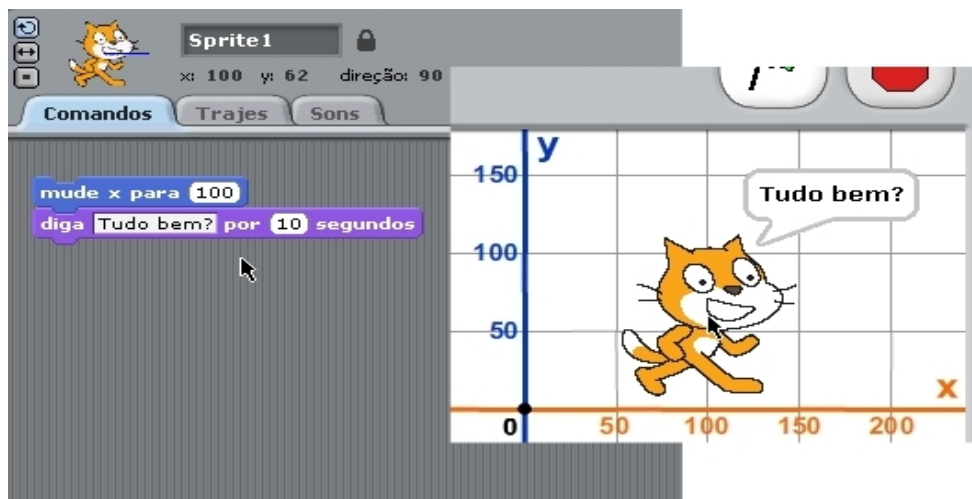 Sprite1
x: 100 y: 62 direção: 90
Comandos Trajes Sons
mude x para 100
diga Tudo bem? por 10 segundos
y
150
Tudo bem?
100
50
x
0 50 100 150 200